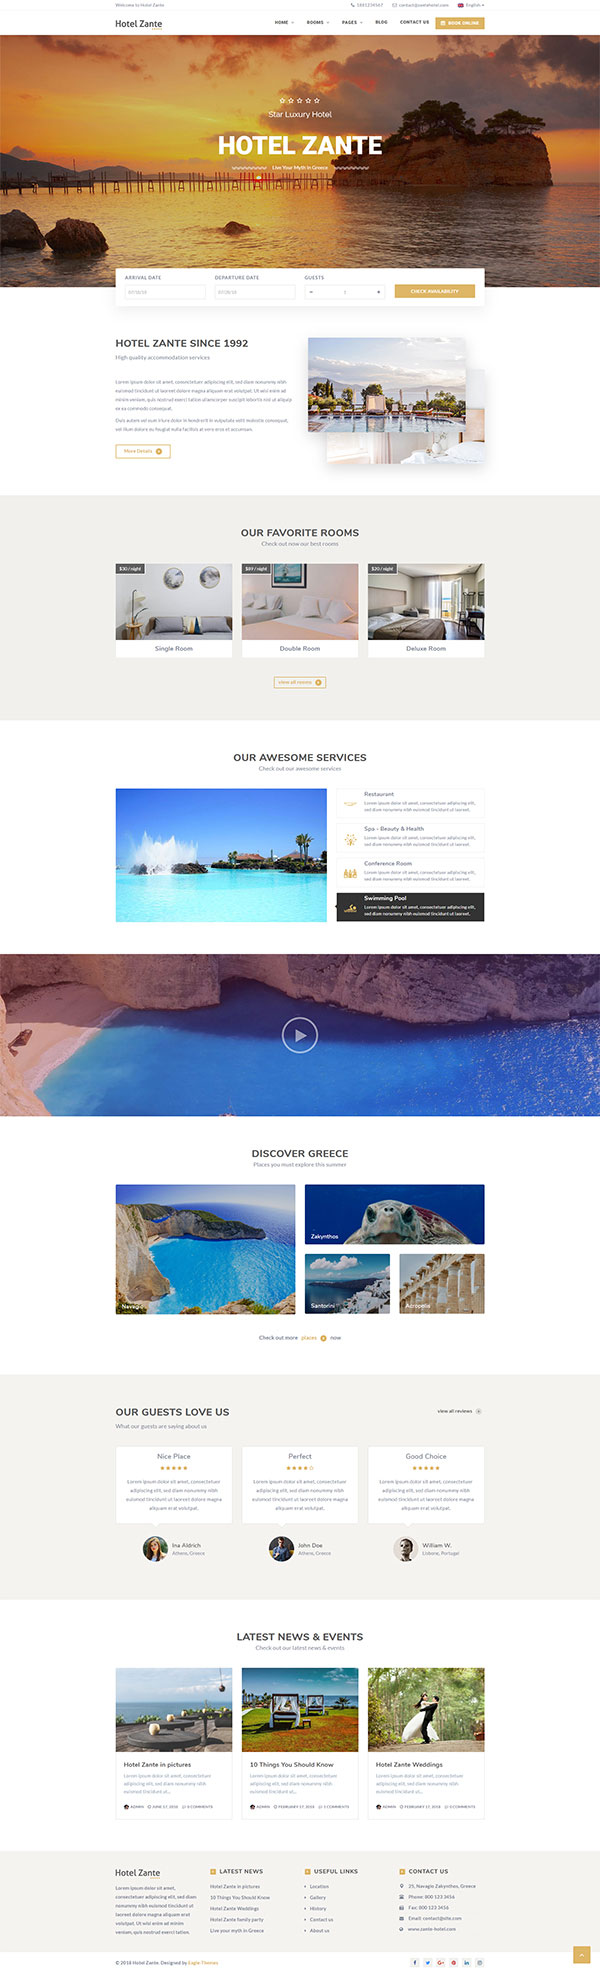 Welcome to Hotel Zante
1881234567 contact@zantehotel.com English
Hotel Zante
HOME ROOMS PAGES BLOG CONTACT US BOOK ONLINE
Star Luxury Hotel
HOTEL ZANTE
Live Your Myth in Greece
ARRIVAL DATE DEPARTURE DATE GUESTS
CHECK AVAILABILITY
HOTEL ZANTE SINCE 1992
High quality accommodation services
Lorem ipsum dolor sit amet, consectetuer adipiscing elit, sed diam nonummy nibh
euismod tincidunt ut laoreet dolore magna aliquam erat volutpat. Ut wisi enim ad
minim veniam, quis nostrud exerci tation ullamcorper suscipit lobortis nisl ut aliquip
ex ea commodo consequat.
Duis autem vel eum iriure dolor in hendrerit in vulputate velit molestie consequat,
vel illum dolore eu feugiat nulla facilisis at vero eros et accumsan.
More Details
OUR FAVORITE ROOMS
Check out now our best rooms
$30 / night $89 / night $20 / night
Single Room Double Room Deluxe Room
view all rooms
OUR AWESOME SERVICES
Check out our awesome services
Restaurant
Lorem ipsum dolor sit amet, consectetuer adipiscing elit,
sed diam nonummy nibh euismod tincidunt ut laoreet.
Spa - Beauty & Health
Lorem ipsum dolor sit amet, consectetuer adipiscing elit,
sed diam nonummy nibh euismod tincidunt ut laoreet.
Conference Room
Lorem ipsum dolor sit amet, consectetuer adipiscing elit,
sed diam nonummy nibh euismod tincidunt ut laoreet.
Swimming Pool
Lorem ipsum dolor sit amet, consectetuer adipiscing elit,
sed diam nonummy nibh euismod tincidunt ut laoreet.
DISCOVER GREECE
Places you must explore this summer
Zakynthos
Navagio Santorini Acropolis
Check out more places now
OUR GUESTS LOVE US
view all reviews
What our guests are saying about us
Nice Place Perfect Good Choice
Lorem ipsum dolor sit amet, consectetuer
adipiscing elit, sed diam nonummy nibh
euismod tincidunt ut laoreet dolore magna
aliquam erat volutpat.
Lorem ipsum dolor sit amet, consectetuer
adipiscing elit, sed diam nonummy nibh
euismod tincidunt ut laoreet dolore magna
aliquam erat volutpat.
Lorem ipsum dolor sit amet, consectetuer
adipiscing elit, sed diam nonummy nibh
euismod tincidunt ut laoreet dolore magna
aliquam erat volutpat.
Ina Aldrich John Doe William W.
Athens, Greece Athens, Greece Lisbone, Portugal
LATEST NEWS & EVENTS
Check out our latest news & events
Hotel Zante in pictures
Lorem ipsum dolor sit amet, consectetuer
adipiscing elit, sed diam nonummy nibh
euismod tincidunt ut...
ADMIN JUNE 17, 2018 0 COMMENTS
10 Things You Should Know
Lorem ipsum dolor sit amet, consectetuer
adipiscing elit, sed diam nonummy nibh
euismod tincidunt ut...
ADMIN FEBRUARY 17, 2018 COMMENTS
Hotel Zante Weddings
Lorem ipsum dolor sit amet, consectetuer
adipiscing elit, sed diam nonummy nibh
euismod tincidunt ut...
ADMIN FEBRUARY 17, 2018 COMMENTS
Hotel Zante
Lorem ipsum dolor sit amet,
consectetuer adipiscing elit, sed
diam nonummy nibh euismod
tincidunt ut laoreet dolore
magna aliquam erat volutpat.
LATEST NEWS
Hotel Zante in pictures
10 Things You Should Know
Hotel Zante Weddings
Hotel Zante family party
Live your myth in Greece
USEFUL LINKS
Location
Gallery
History
Contact us
About us
CONTACT US
25, Navagio Zakynthos, Greece
Phone: 800 123 3456
Fax: 800 123 3456
Email: contact@site.com
www.zante-hotel.com
© 2018 Hotel Zante. Designed by Eagle-Themes